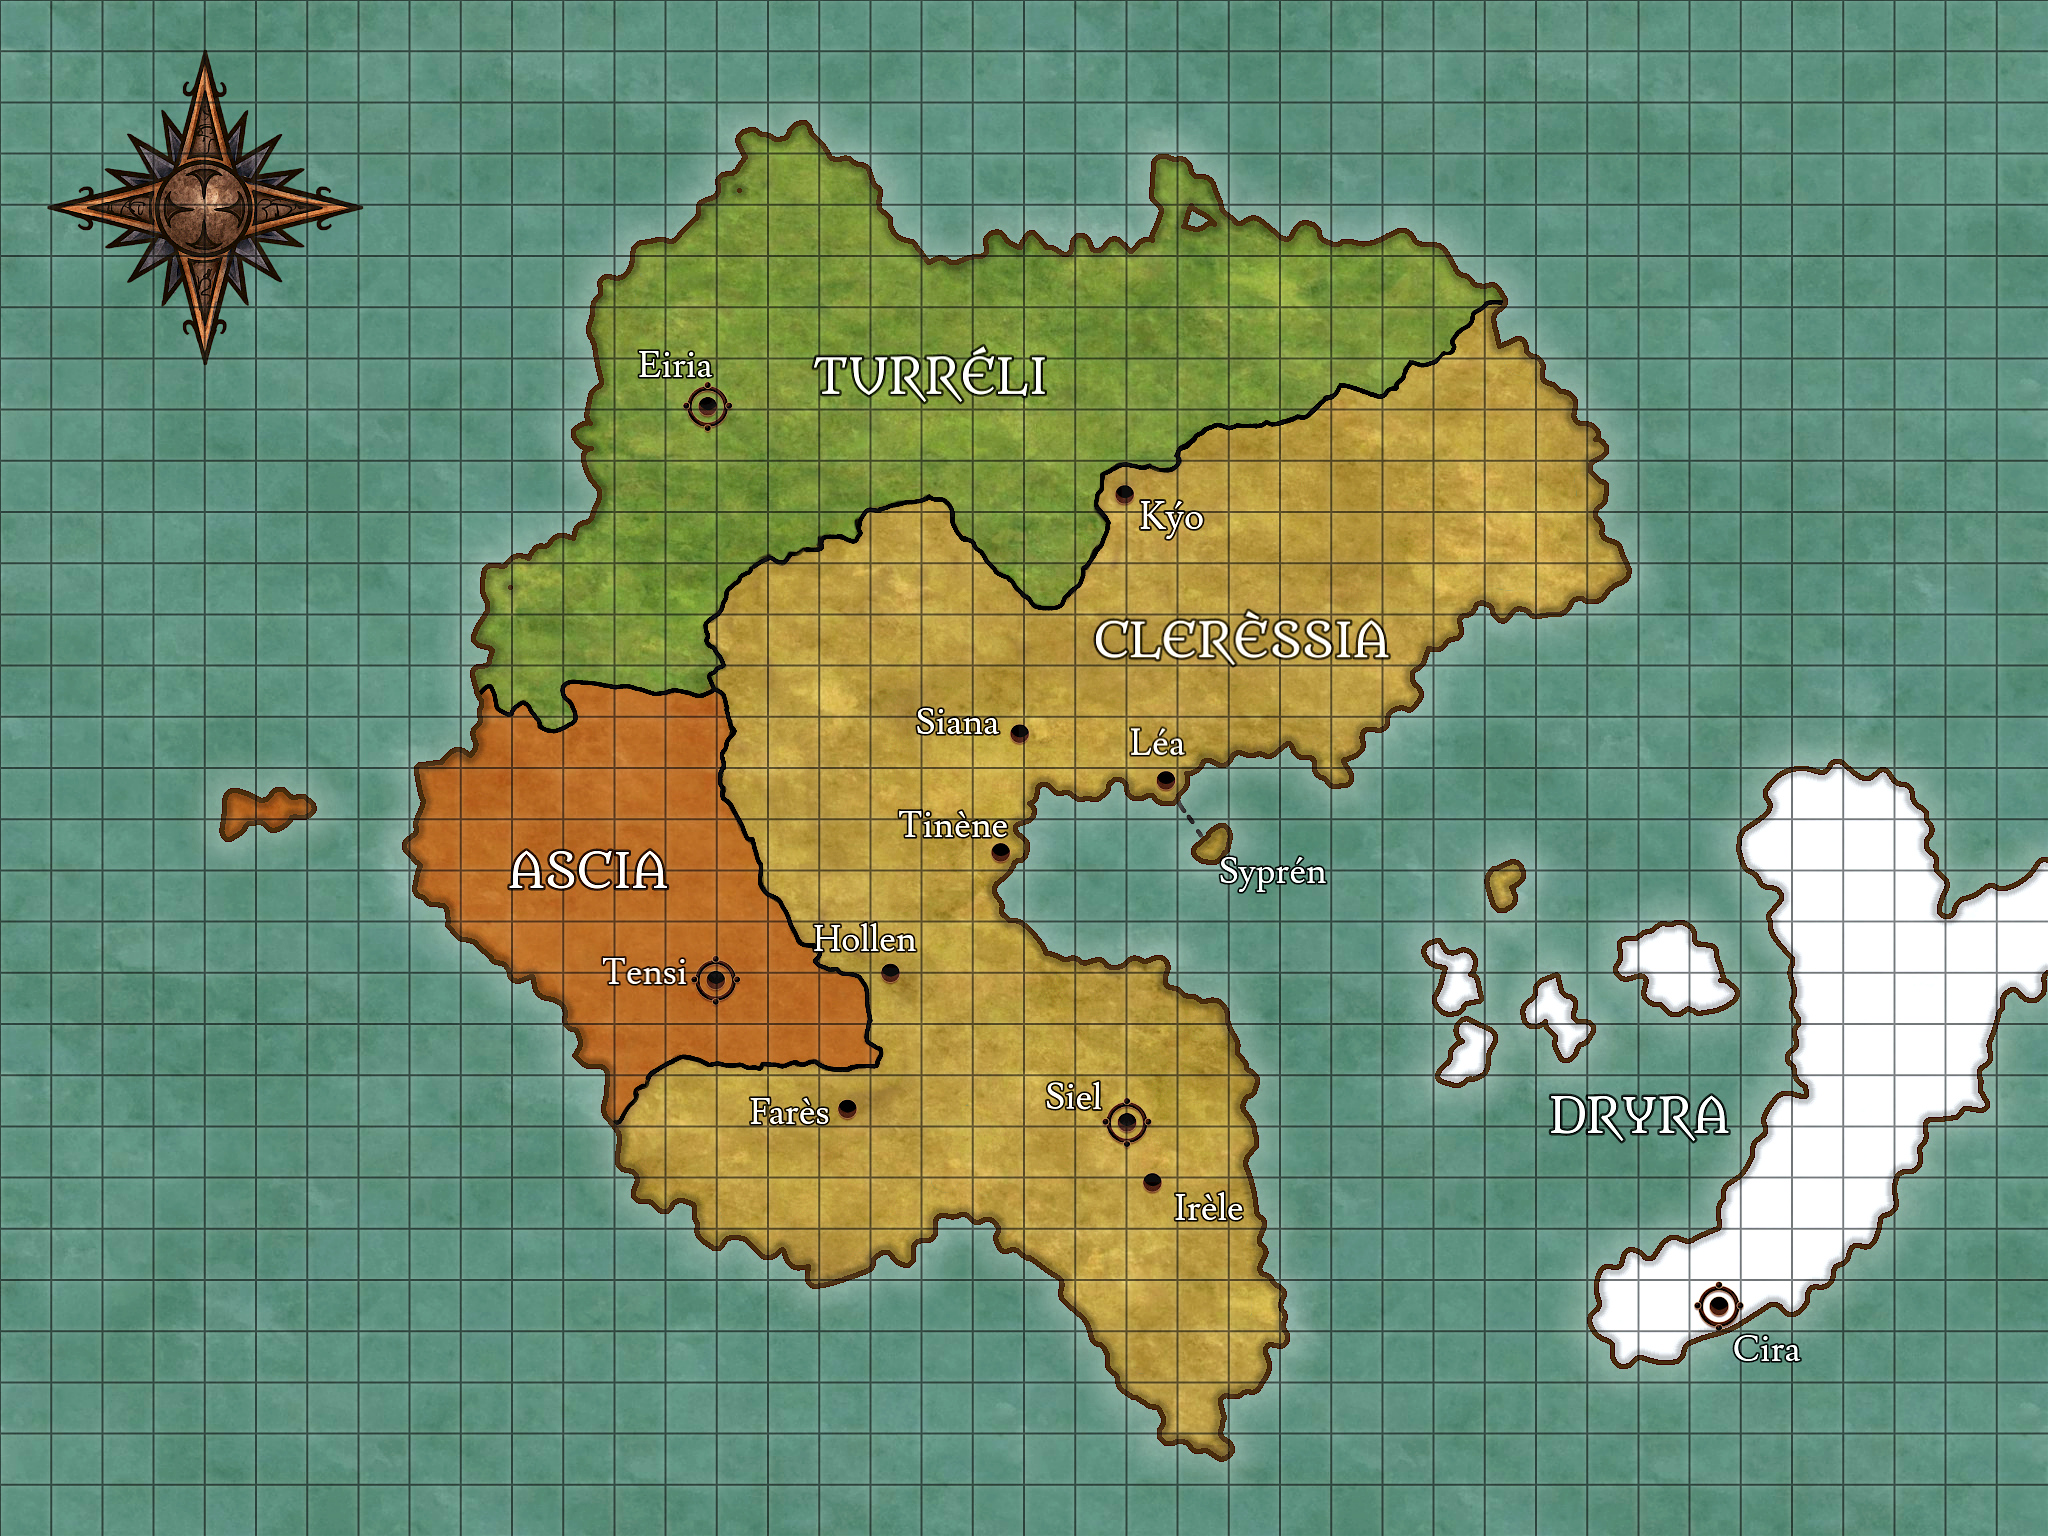 Eiria
TURRÉLI
Kýo
CLERÈSSIA
Siana
Léa
Tinène
ASCIA
Syprén
Hollen
Tensi
Siel
Farès
DRYRA
Irèle
Cira